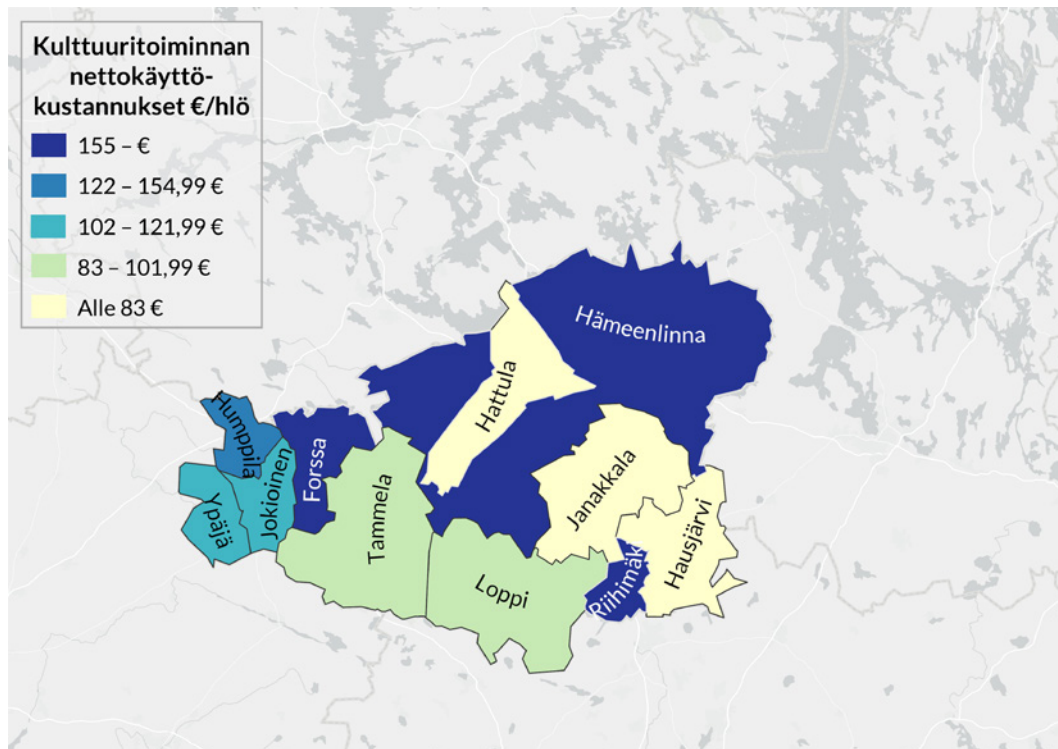 Kulttuuritoiminnan
nettokäyttö-
kustannukset €/hlö
155 – €
122 – 154,99 €
102 – 121,99 €
83 – 101,99 €
Alle 83 €
Hämeenlinna
Hattula
Humppila
Forssa
Jokioinen
Ypäjä
Tammela
Janakkala
Hausjärvi
Loppi
Riihimäki